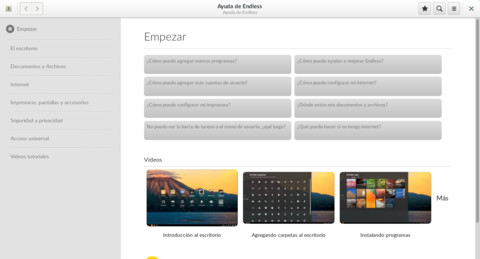 Ayuda de Endless
Ayuda de Endless
Empezar
El escritorio
Documentos y Archivos
Internet
Impresoras, pantallas y accesorios
Seguridad y privacidad
Acceso universal
Videos tutoriales
Empezar
¿Cómo puedo agregar nuevos programas?
¿Cómo puedo ayudar a mejorar Endless?
¿Cómo puedo agregar más cuentas de usuario?
¿Cómo puedo configurar mi Internet?
¿Cómo puedo configurar mi impresora?
¿Dónde están mis documentos y archivos?
No puedo ver la barra de tareas o el menú de usuario, ¿qué hago?
¿Qué puedo hacer si no tengo Internet?
Videos
Más
Introducción al escritorio
Agregando carpetas al escritorio
Instalando programas